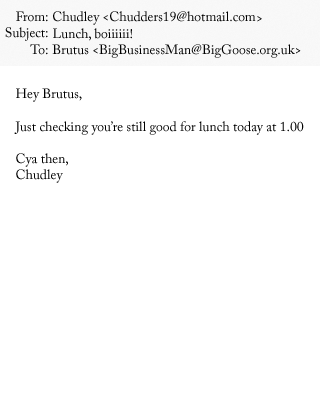 From: Chudley <Chudders19@hotmail.com>
Subject: Lunch, boiiiiii!
To: Brutus <BigBusinessMan@BigGoose.org.uk>
Hey Brutus,
Just checking you're still good for lunch today at 1.00
Cya then,
Chudley